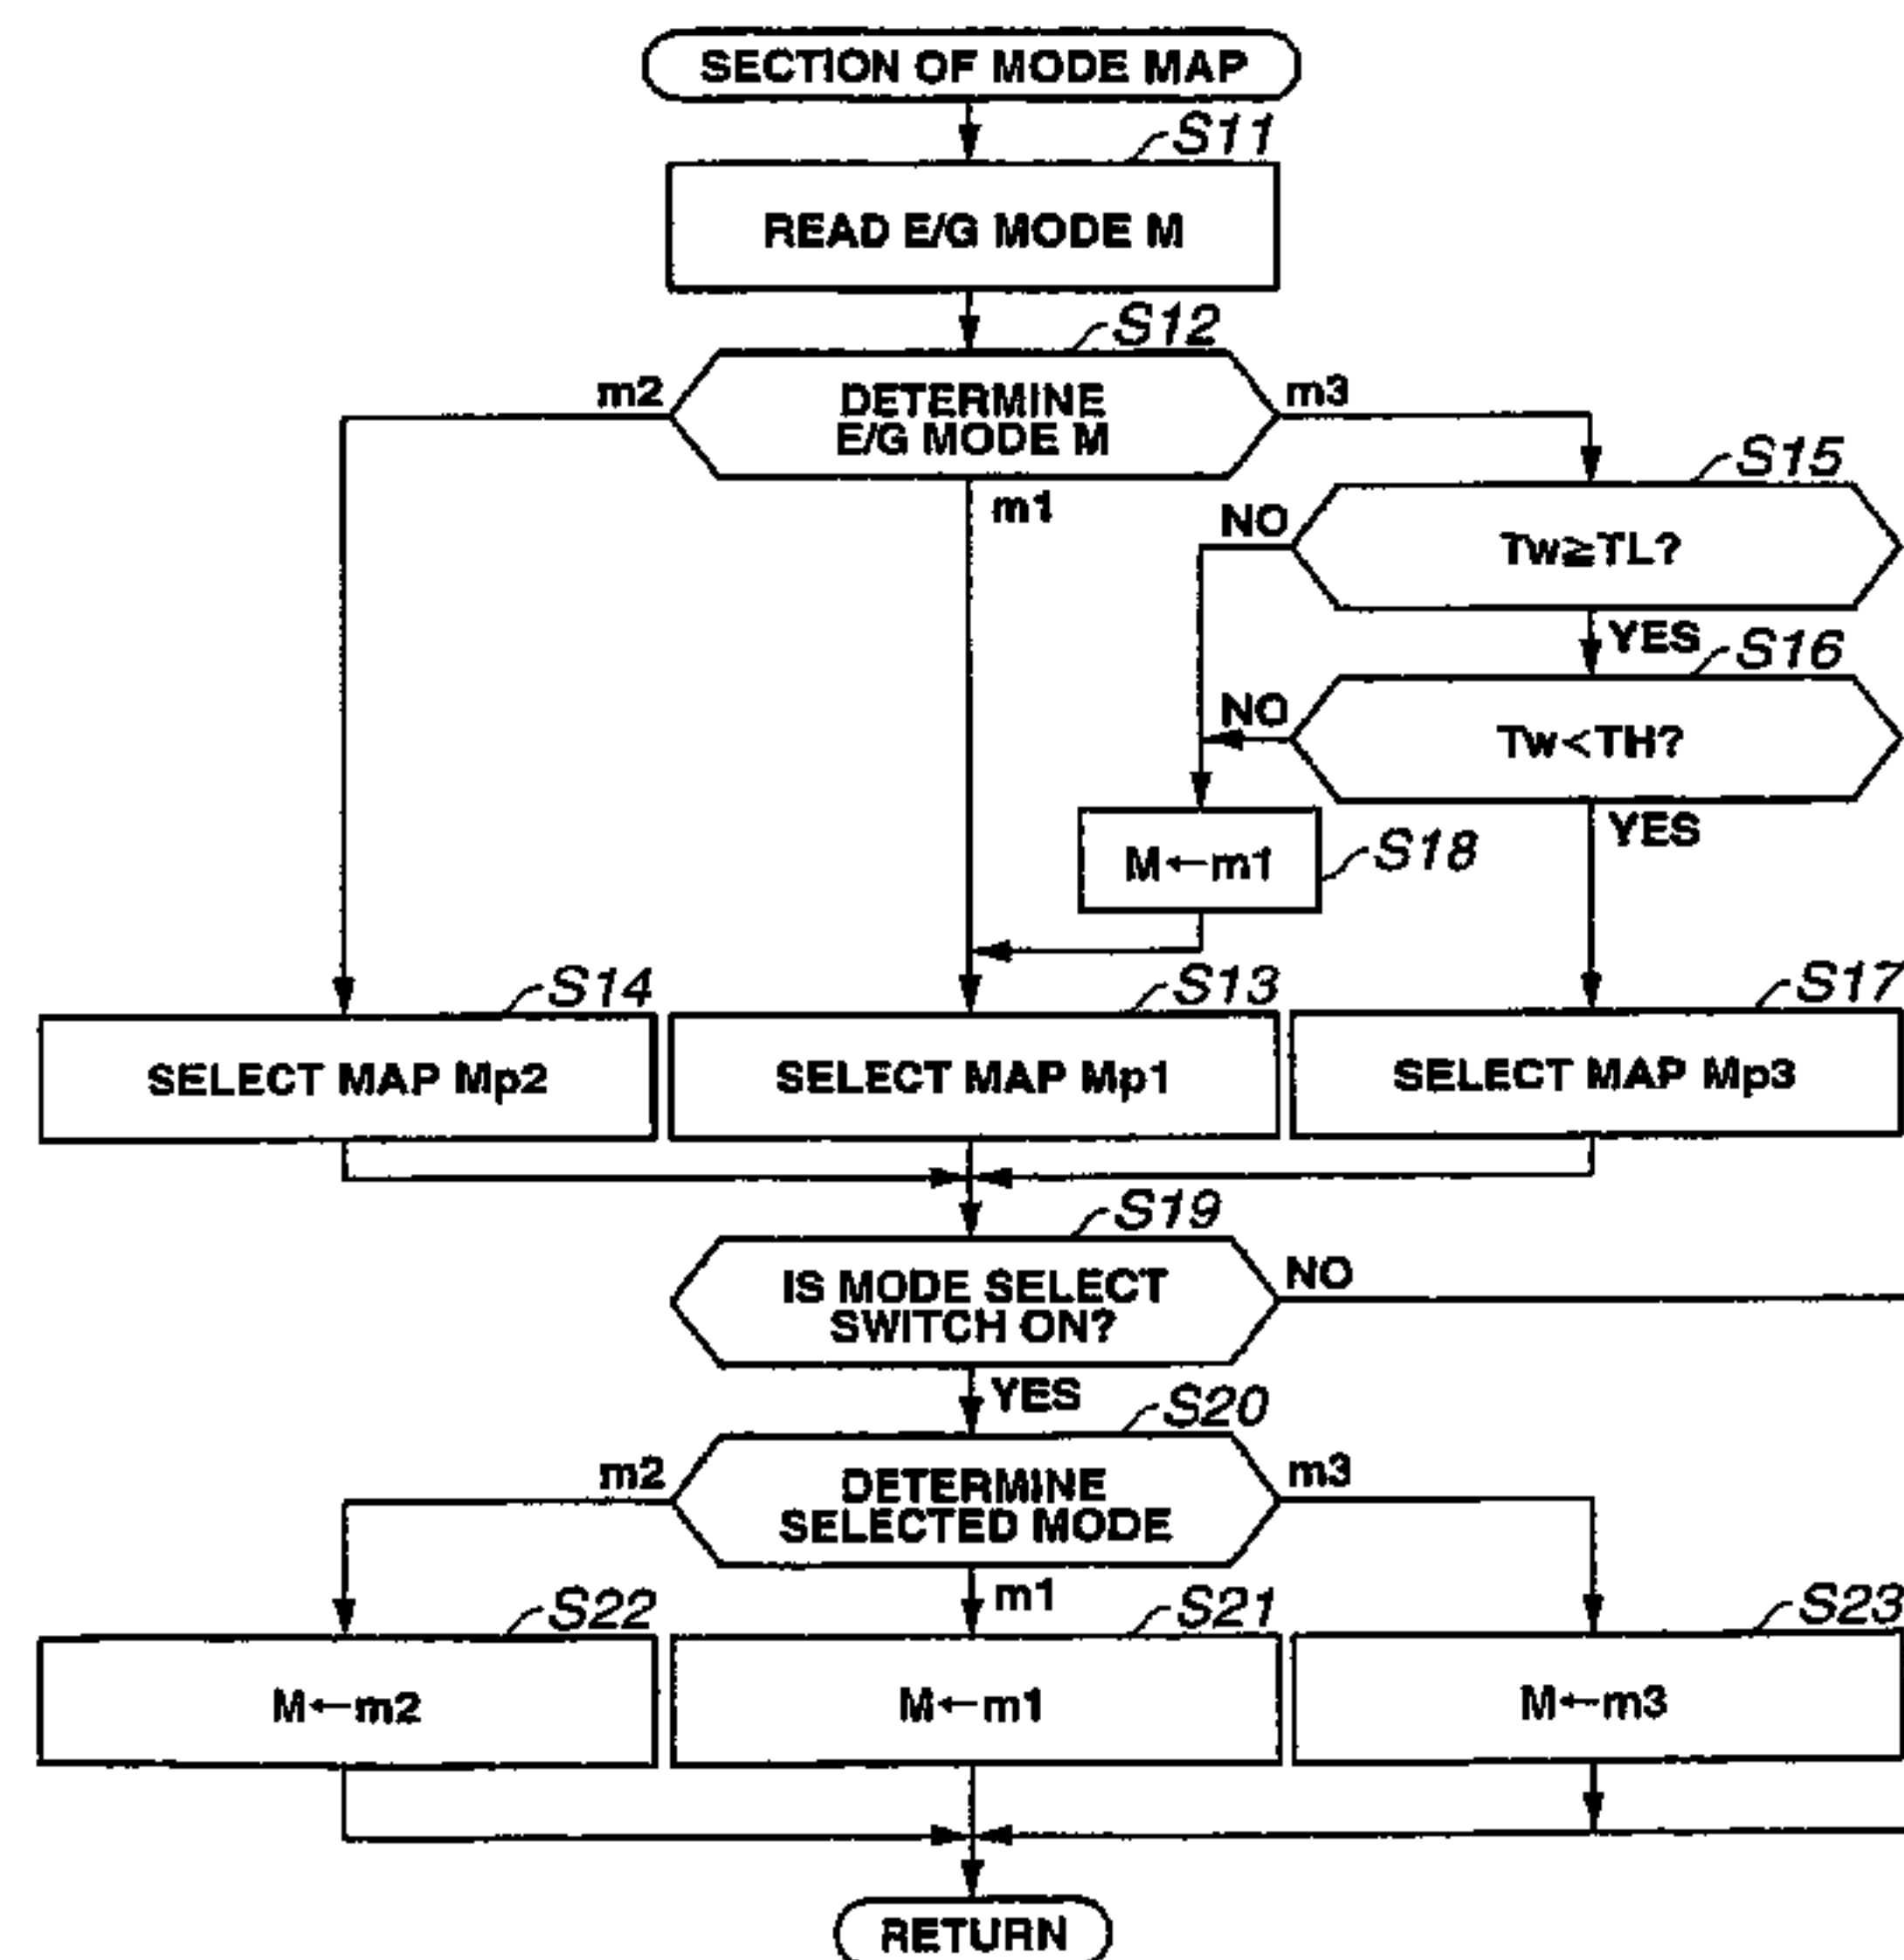 SECTION OF MODE MAP
S11
READ E/G MODE M
S12
DETERMINE
E/G MODE M
m2
m3
m1
S15
Tw≧TL?
NO
YES
S16
Tw<TH?
NO
YES
M←m1
S18
S14
SELECT MAP Mp2
S13
SELECT MAP Mp1
S17
SELECT MAP Mp3
S19
IS MODE SELECT
SWITCH ON?
NO
YES
S20
DETERMINE
SELECTED MODE
m2
m3
m1
S22
M←m2
S21
M←m1
S23
M←m3
RETURN